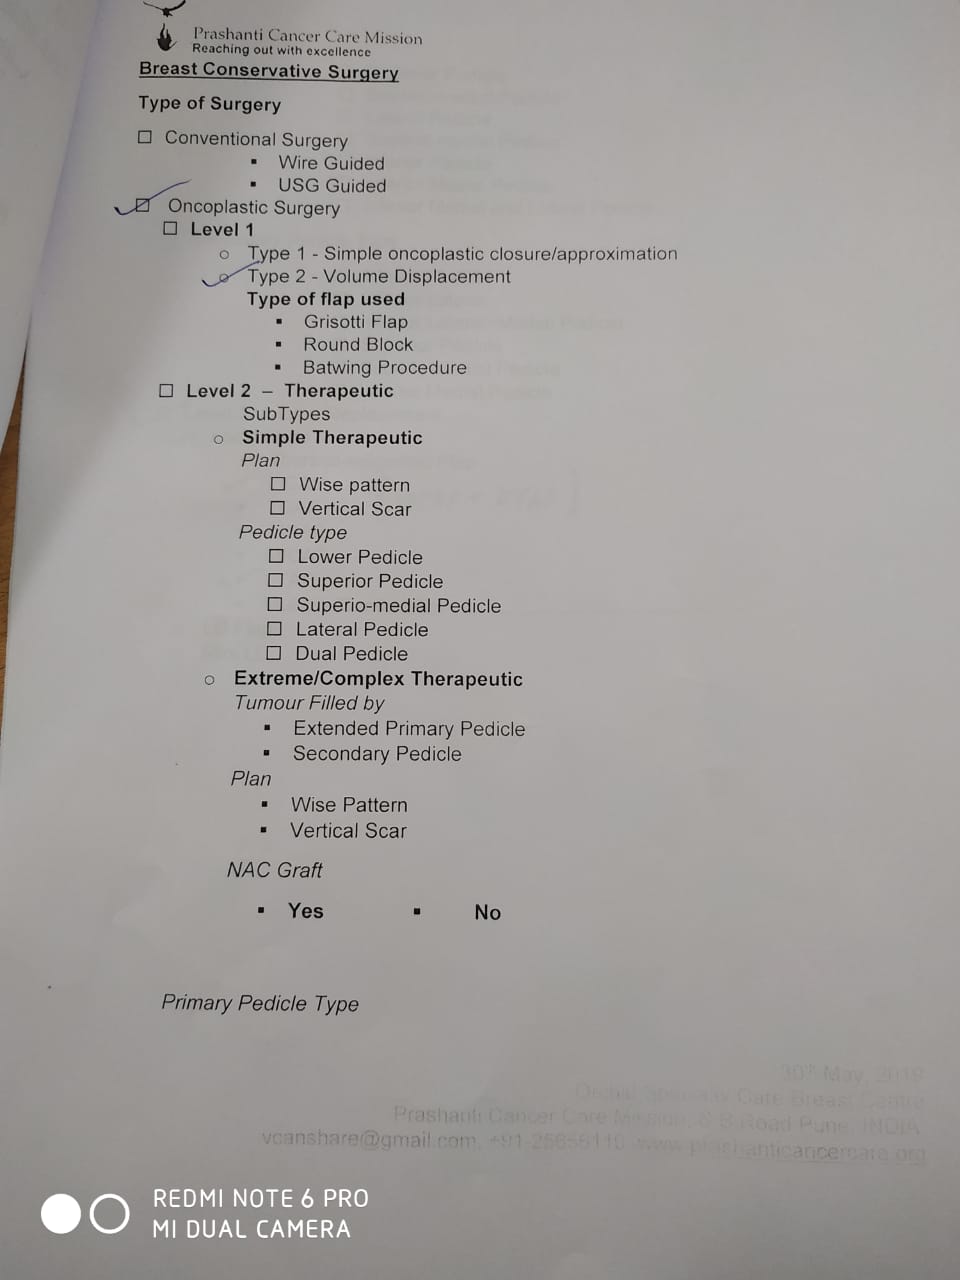 Prashanti Cancer Care Mission
Reaching out with excellence
Breast Conservative Surgery
Type of Surgery
☐ Conventional Surgery
▪ Wire Guided
▪ USG Guided
☐ Oncoplastic Surgery
☐ Level 1
○ Type 1 - Simple oncoplastic closure/approximation
○ Type 2 - Volume Displacement
Type of flap used
▪ Grisotti Flap
▪ Round Block
▪ Batwing Procedure
☐ Level 2 – Therapeutic
SubTypes
○ Simple Therapeutic
Plan
☐ Wise pattern
☐ Vertical Scar
Pedicle type
☐ Lower Pedicle
☐ Superior Pedicle
☐ Superio-medial Pedicle
☐ Lateral Pedicle
☐ Dual Pedicle
○ Extreme/Complex Therapeutic
Tumour Filled by
▪ Extended Primary Pedicle
▪ Secondary Pedicle
Plan
▪ Wise Pattern
▪ Vertical Scar
NAC Graft
▪ Yes ▪ No
Primary Pedicle Type
30th May, 2018
Orchid Speciality Care Breast Centre
Prashanti Cancer Care Mission, S B Road Pune, INDIA
vcanshare@gmail.com, www.prashanticancercare.org
REDMI NOTE 6 PRO
MI DUAL CAMERA